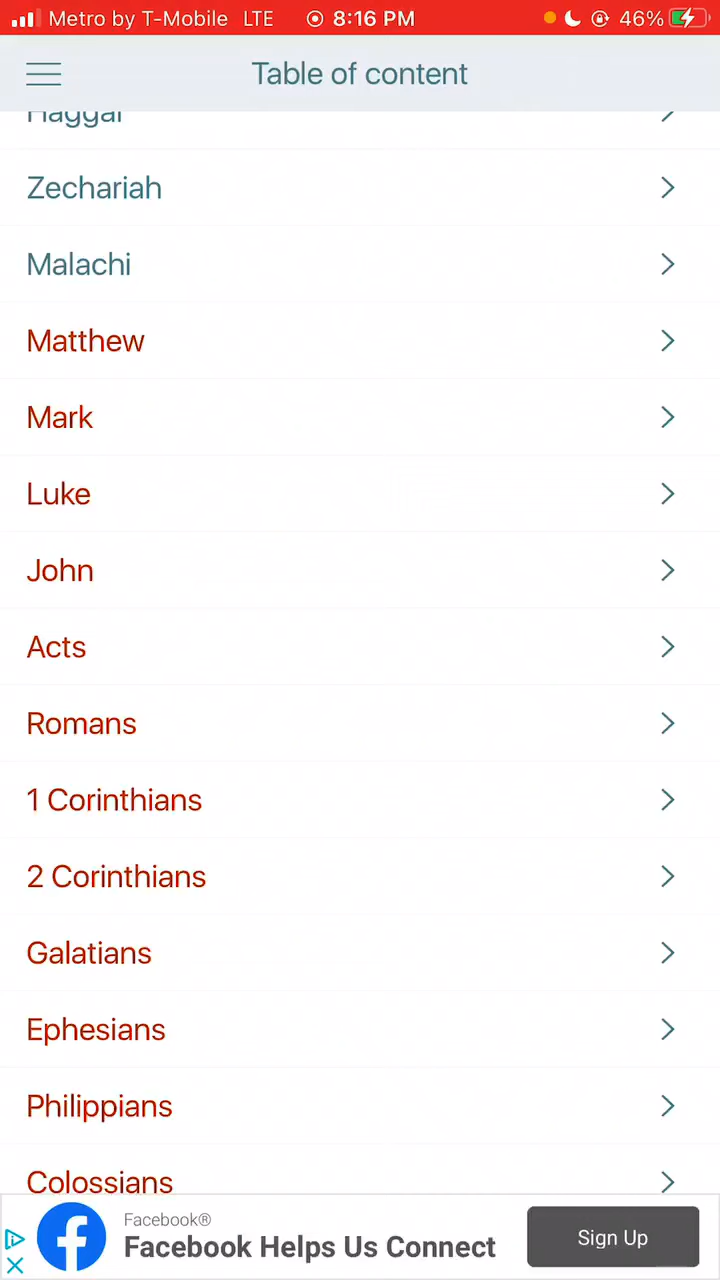 Metro by T-Mobile LTE 8:16 PM 46%
Table of content
Haggai
Zechariah
Malachi
Matthew
Mark
Luke
John
Acts
Romans
1 Corinthians
2 Corinthians
Galatians
Ephesians
Philippians
Colossians
Facebook®
Facebook Helps Us Connect
Sign Up